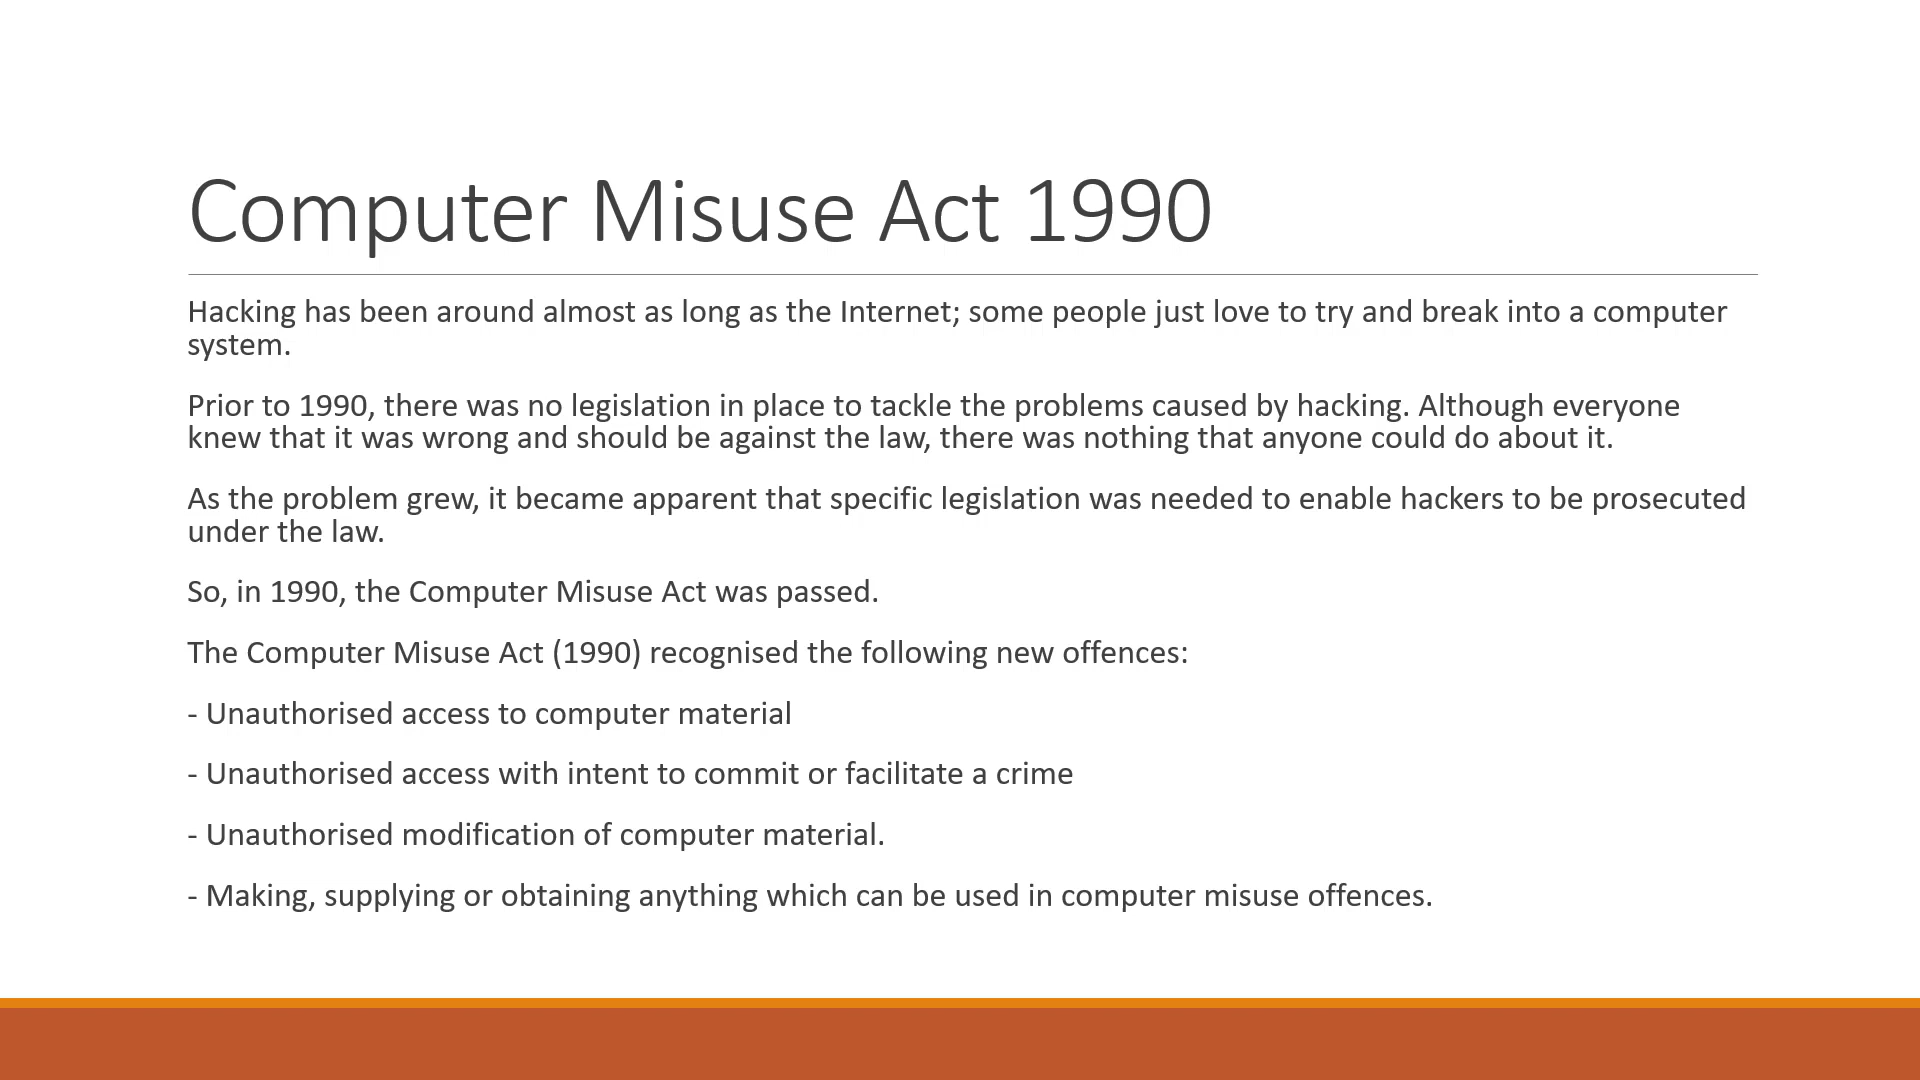 Computer Misuse Act 1990
Hacking has been around almost as long as the Internet; some people just love to try and break into a computer
system.
Prior to 1990, there was no legislation in place to tackle the problems caused by hacking. Although everyone
knew that it was wrong and should be against the law, there was nothing that anyone could do about it.
As the problem grew, it became apparent that specific legislation was needed to enable hackers to be prosecuted
under the law.
So, in 1990, the Computer Misuse Act was passed.
The Computer Misuse Act (1990) recognised the following new offences:
- Unauthorised access to computer material
- Unauthorised access with intent to commit or facilitate a crime
- Unauthorised modification of computer material.
- Making, supplying or obtaining anything which can be used in computer misuse offences.